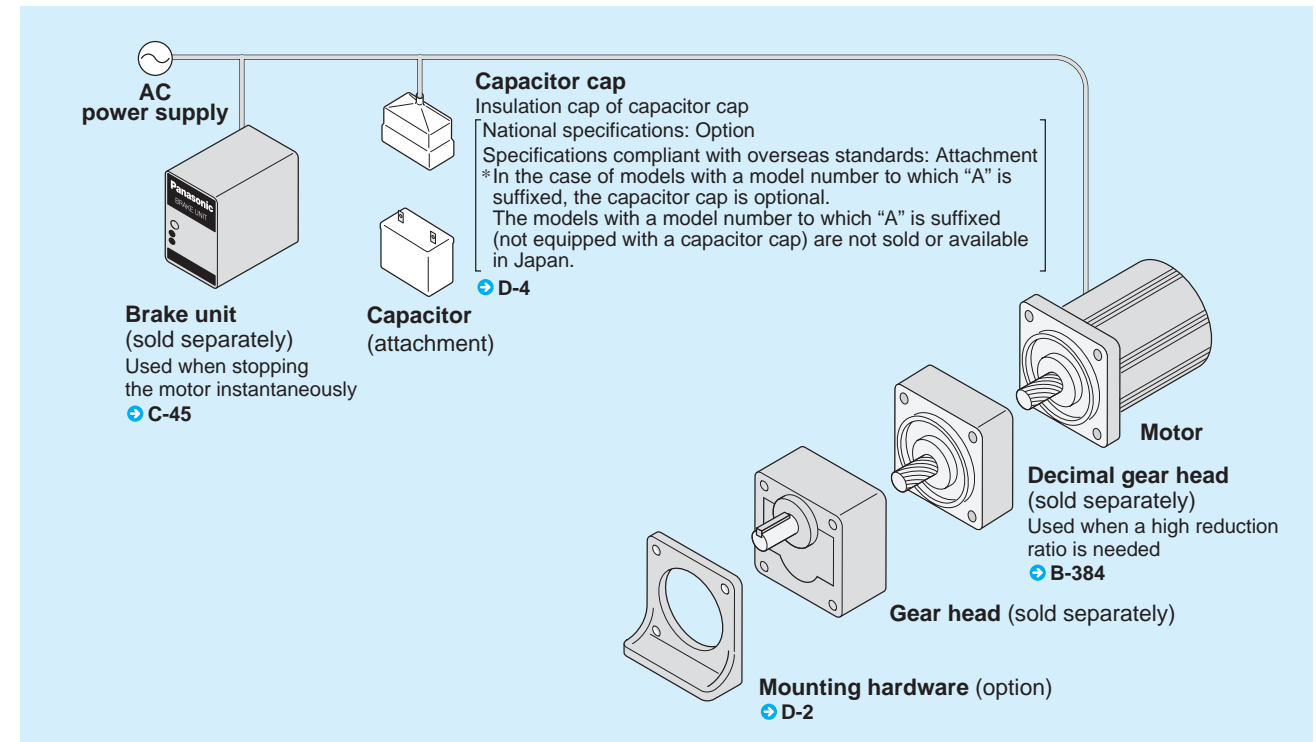 AC
power supply
Panasonic
BRAKE UNIT
Brake unit
(sold separately)
Used when stopping
the motor instantaneously
C-45
Capacitor cap
Insulation cap of capacitor cap
National specifications: Option
Specifications compliant with overseas standards: Attachment
*In the case of models with a model number to which “A” is
suffixed, the capacitor cap is optional.
The models with a model number to which “A” is suffixed
(not equipped with a capacitor cap) are not sold or available
in Japan.
D-4
Capacitor
(attachment)
Motor
Decimal gear head
(sold separately)
Used when a high reduction
ratio is needed
B-384
Gear head (sold separately)
Mounting hardware (option)
D-2